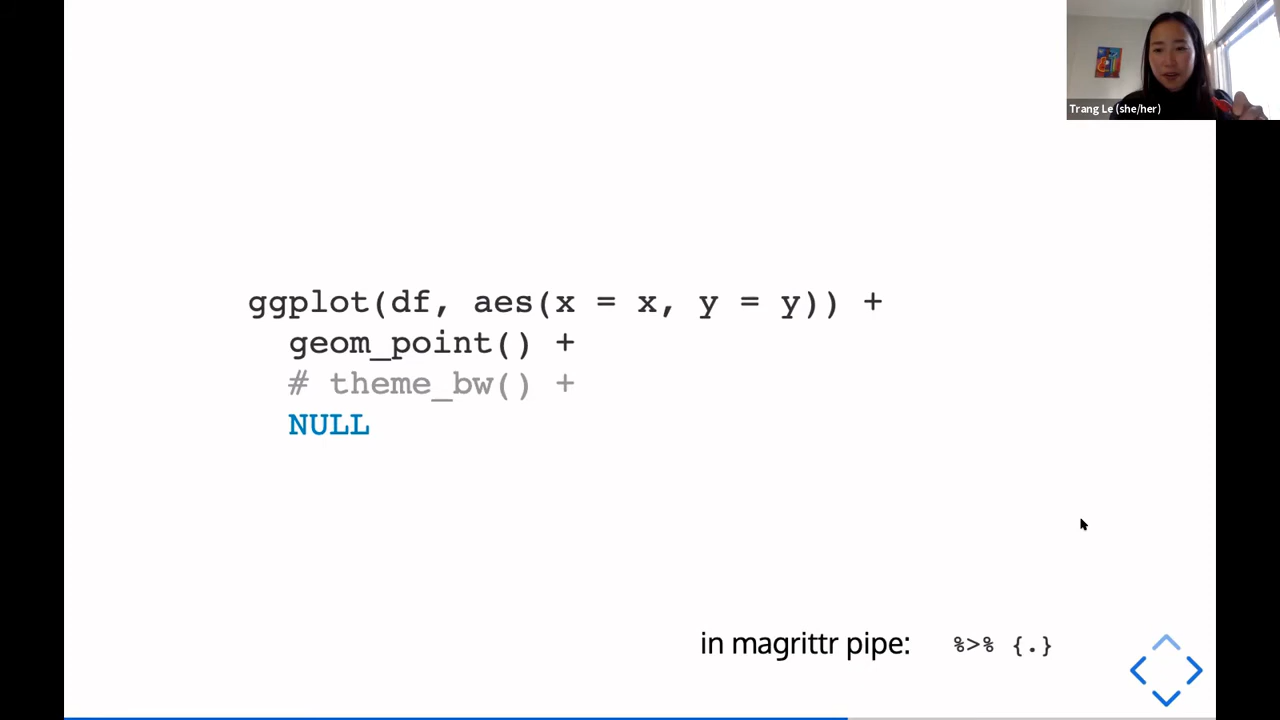 Trang Le (she/her)
ggplot(df, aes(x = x, y = y)) +
geom_point() +
# theme_bw() +
NULL
in magrittr pipe: %>% {.}